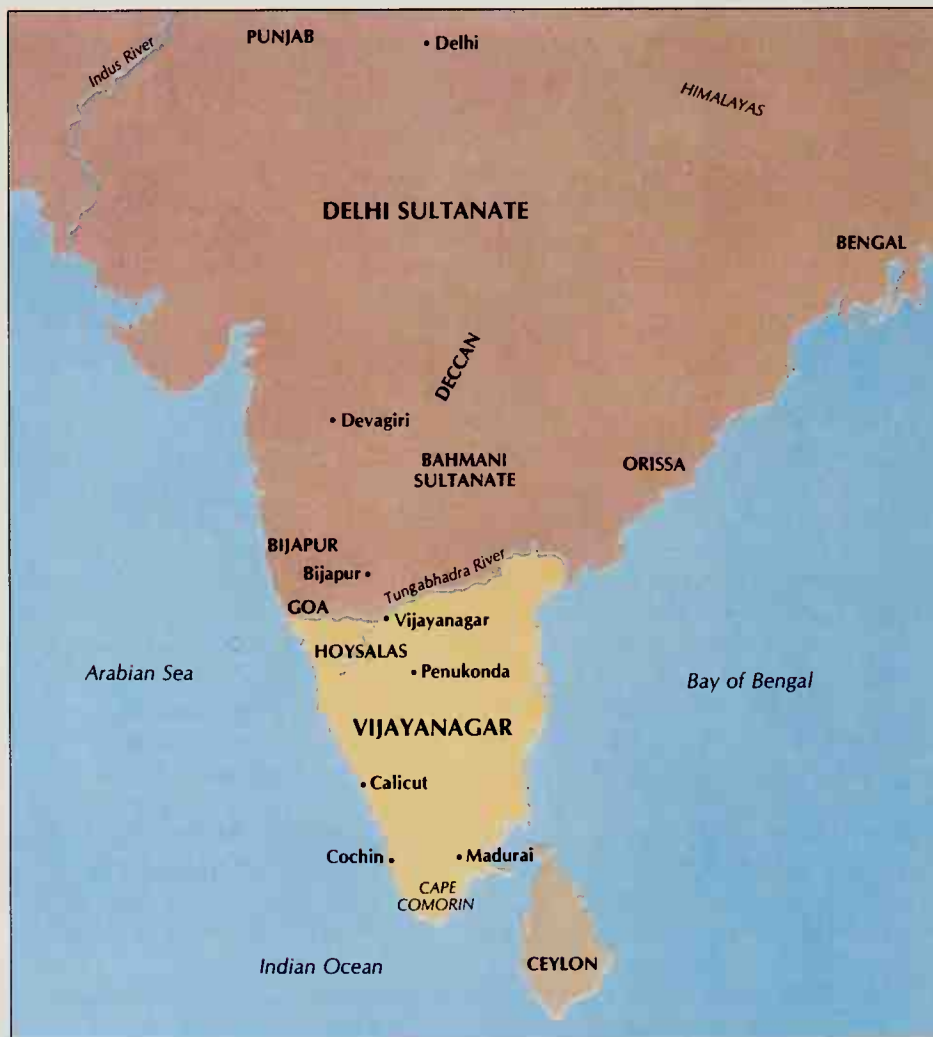 PUNJAB
Delhi
Indus River
HIMALAYAS
DELHI SULTANATE
BENGAL
DECCAN
Devagiri
BAHMANI
SULTANATE
ORISSA
BIJAPUR
Bijapur
Tungabhadra River
GOA
Vijayanagar
HOYSALAS
Penukonda
Arabian Sea
Bay of Bengal
VIJAYANAGAR
Calicut
Cochin
Madurai
CAPE
COMORIN
Indian Ocean
CEYLON